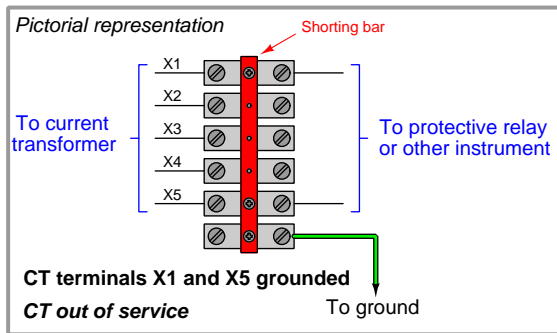 Pictorial representation
Shorting bar
X1
X2
X3
X4
X5
To current
transformer
To protective relay
or other instrument
CT terminals X1 and X5 grounded
CT out of service
To ground